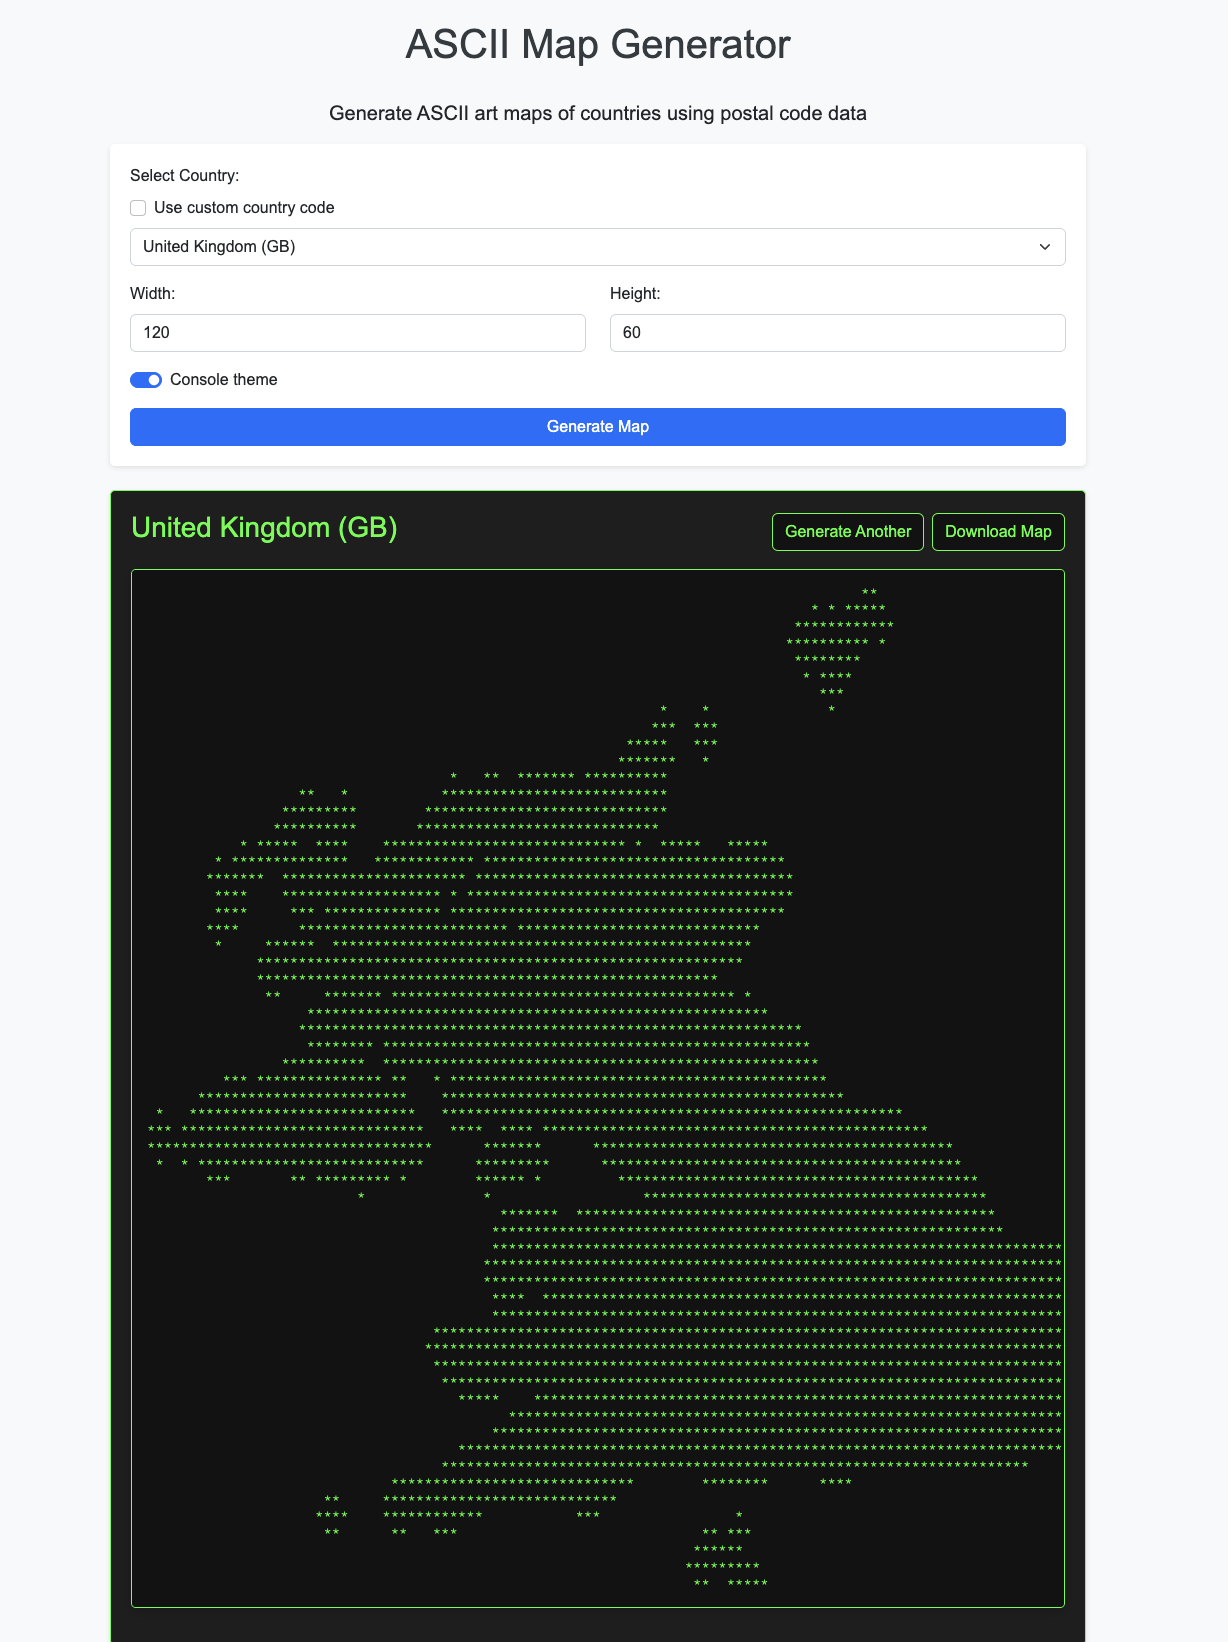 ASCII Map Generator
Generate ASCII art maps of countries using postal code data
Select Country:
Use custom country code
United Kingdom (GB)
Width:
Height:
120
60
Console theme
Generate Map
United Kingdom (GB)
Generate Another
Download Map